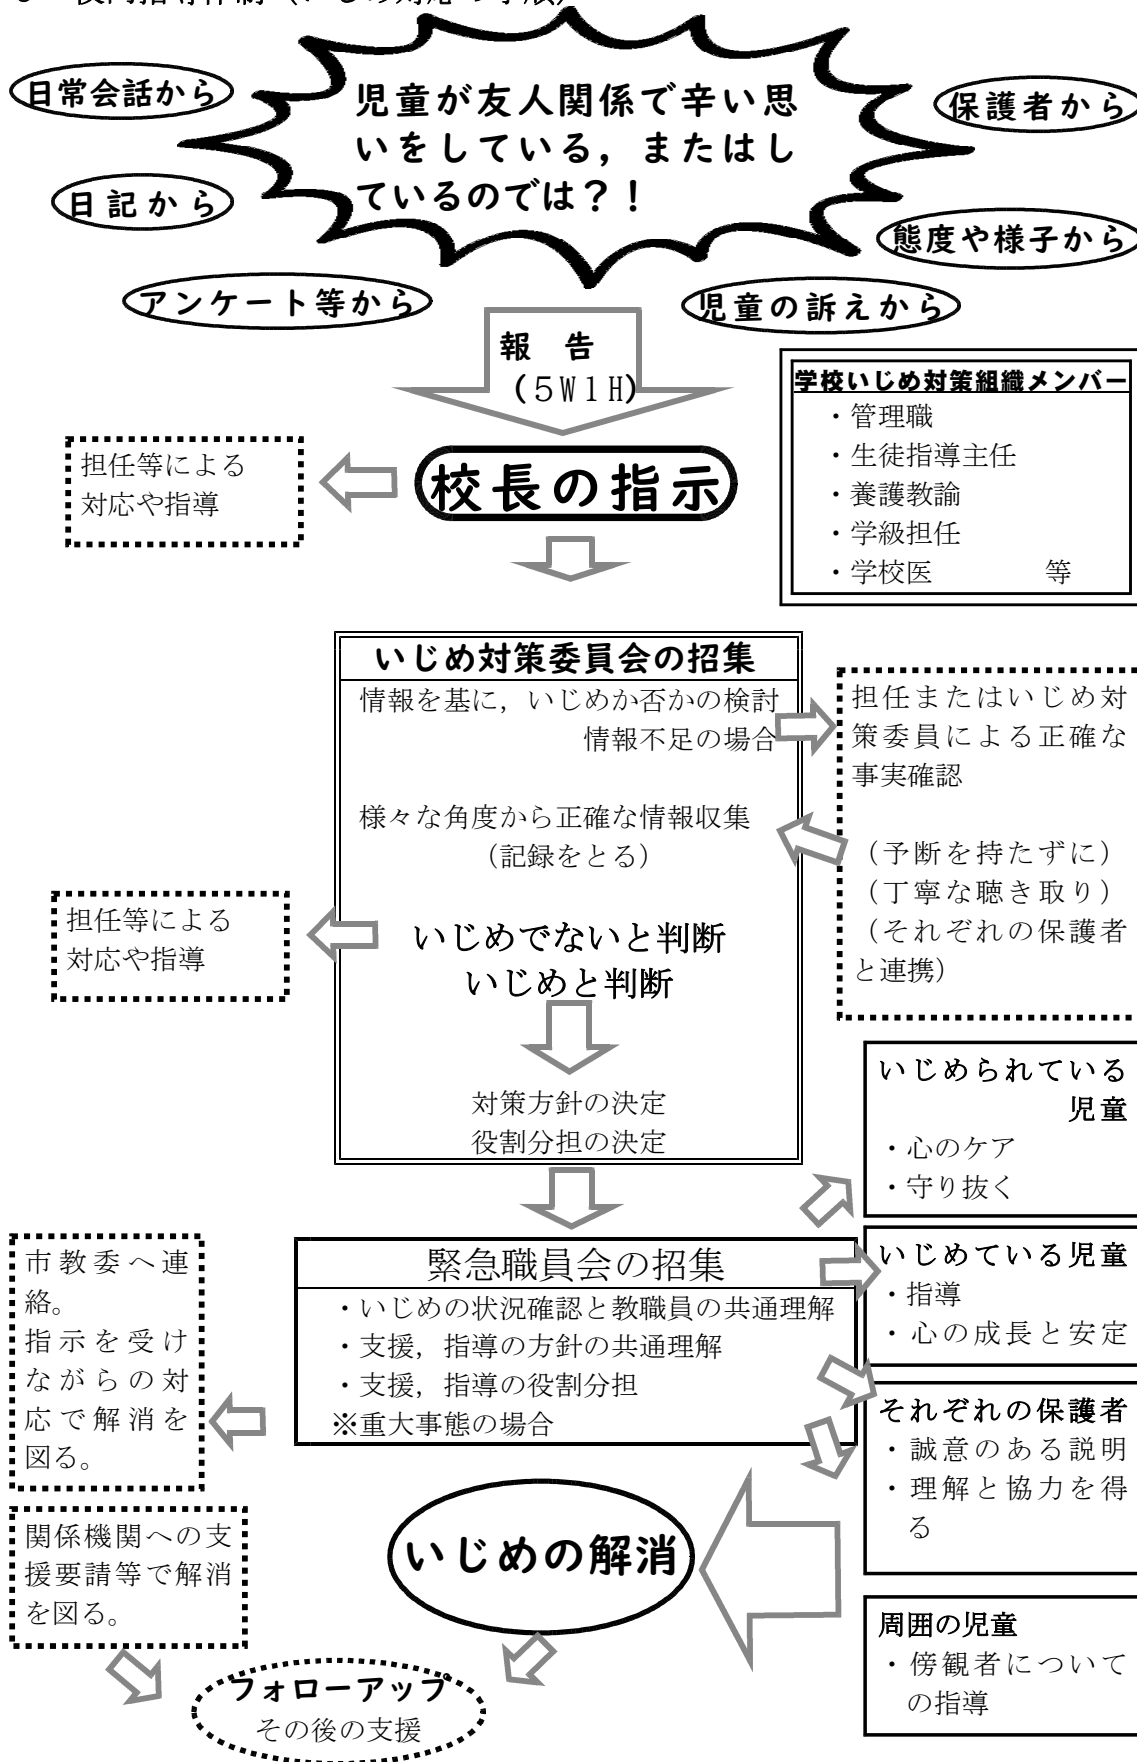 校内指導体制（いじめ対応の手順）
日常会話から
児童が友人関係で辛い思
いをしている，またはし
ているのでは？！
保護者から
日記から
態度や様子から
アンケート等から
児童の訴えから
報　告
（５Ｗ１Ｈ）
学校いじめ対策組織メンバー
・管理職
・生徒指導主任
・養護教諭
・学級担任
・学校医　　　等
担任等による
対応や指導
校長の指示
いじめ対策委員会の招集
情報を基に，いじめか否かの検討
情報不足の場合
様々な角度から正確な情報収集
（記録をとる）
担任またはいじめ対
策委員による正確な
事実確認
（予断を持たずに）
（丁寧な聴き取り）
（それぞれの保護者
と連携）
担任等による
対応や指導
いじめでないと判断
いじめと判断
対策方針の決定
役割分担の決定
いじめられている
児童
・心のケア
・守り抜く
緊急職員会の招集
・いじめの状況確認と教職員の共通理解
・支援，指導の方針の共通理解
・支援，指導の役割分担
※重大事態の場合
いじめている児童
・指導
・心の成長と安定
市教委へ連
絡。
指示を受け
ながらの対
応で解消を
図る。
それぞれの保護者
・誠意のある説明
・理解と協力を得
る
関係機関への支
援要請等で解消
を図る。
いじめの解消
周囲の児童
・傍観者について
の指導
フォローアップ
その後の支援